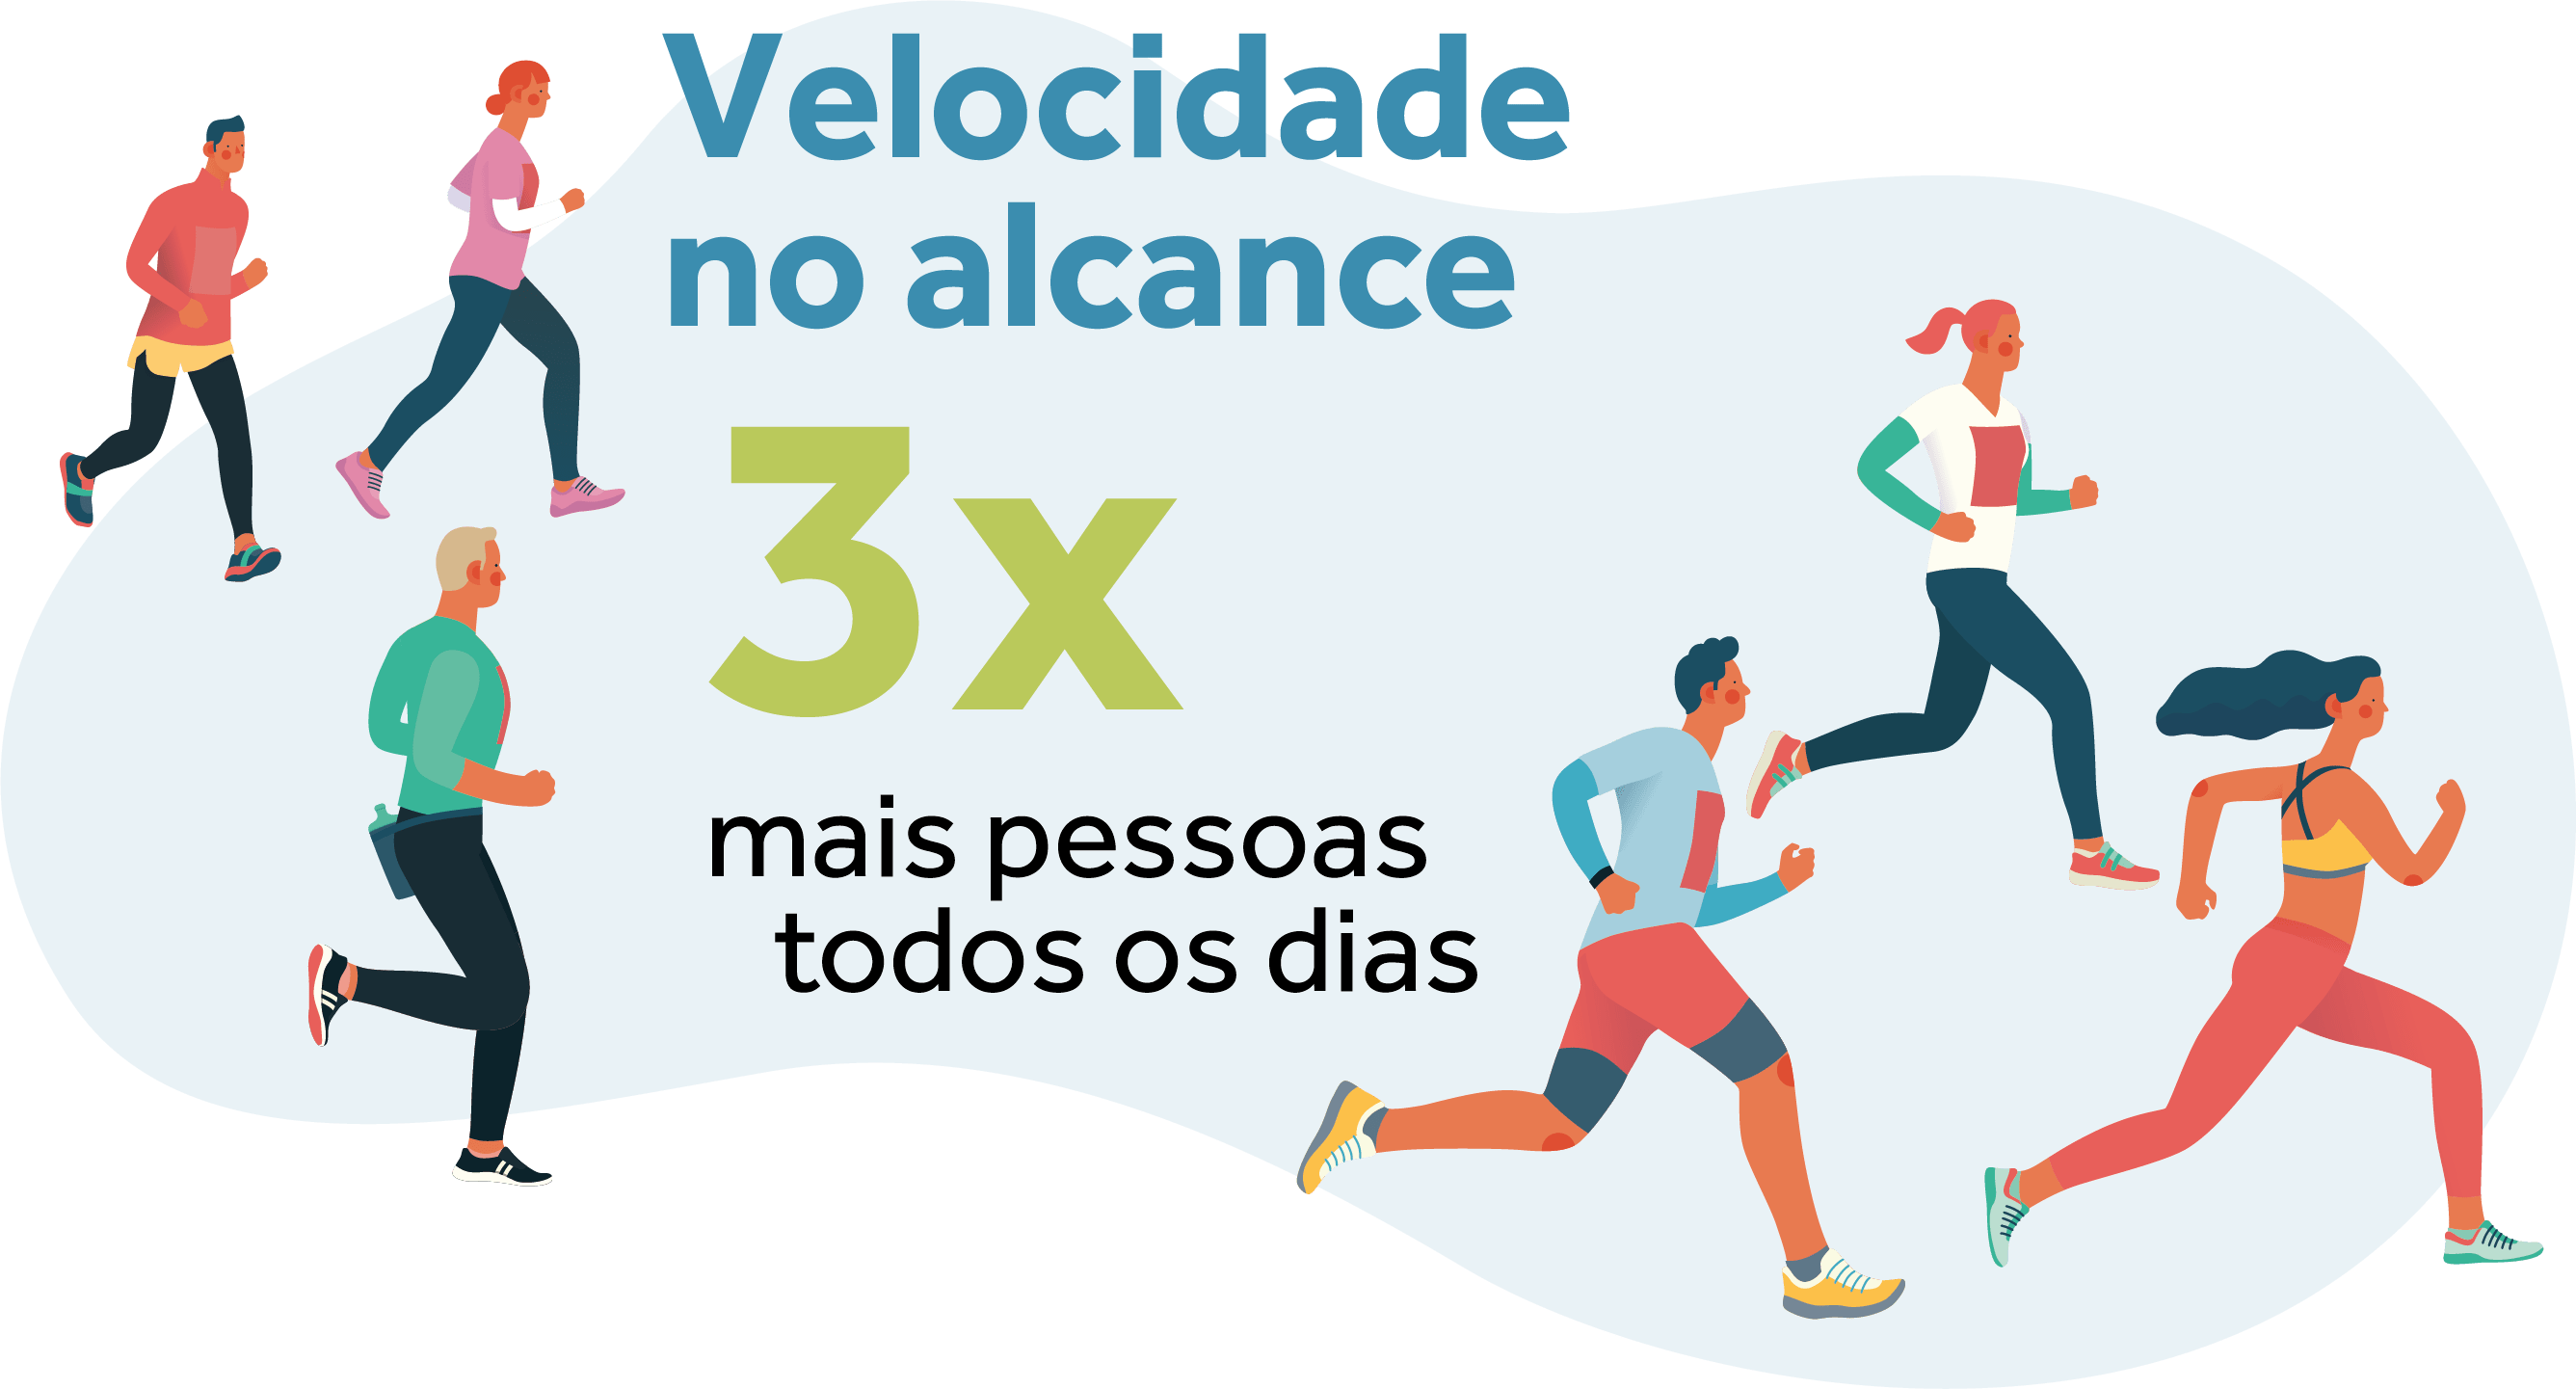 Velocidade
no alcance
3x
mais pessoas
todos os dias